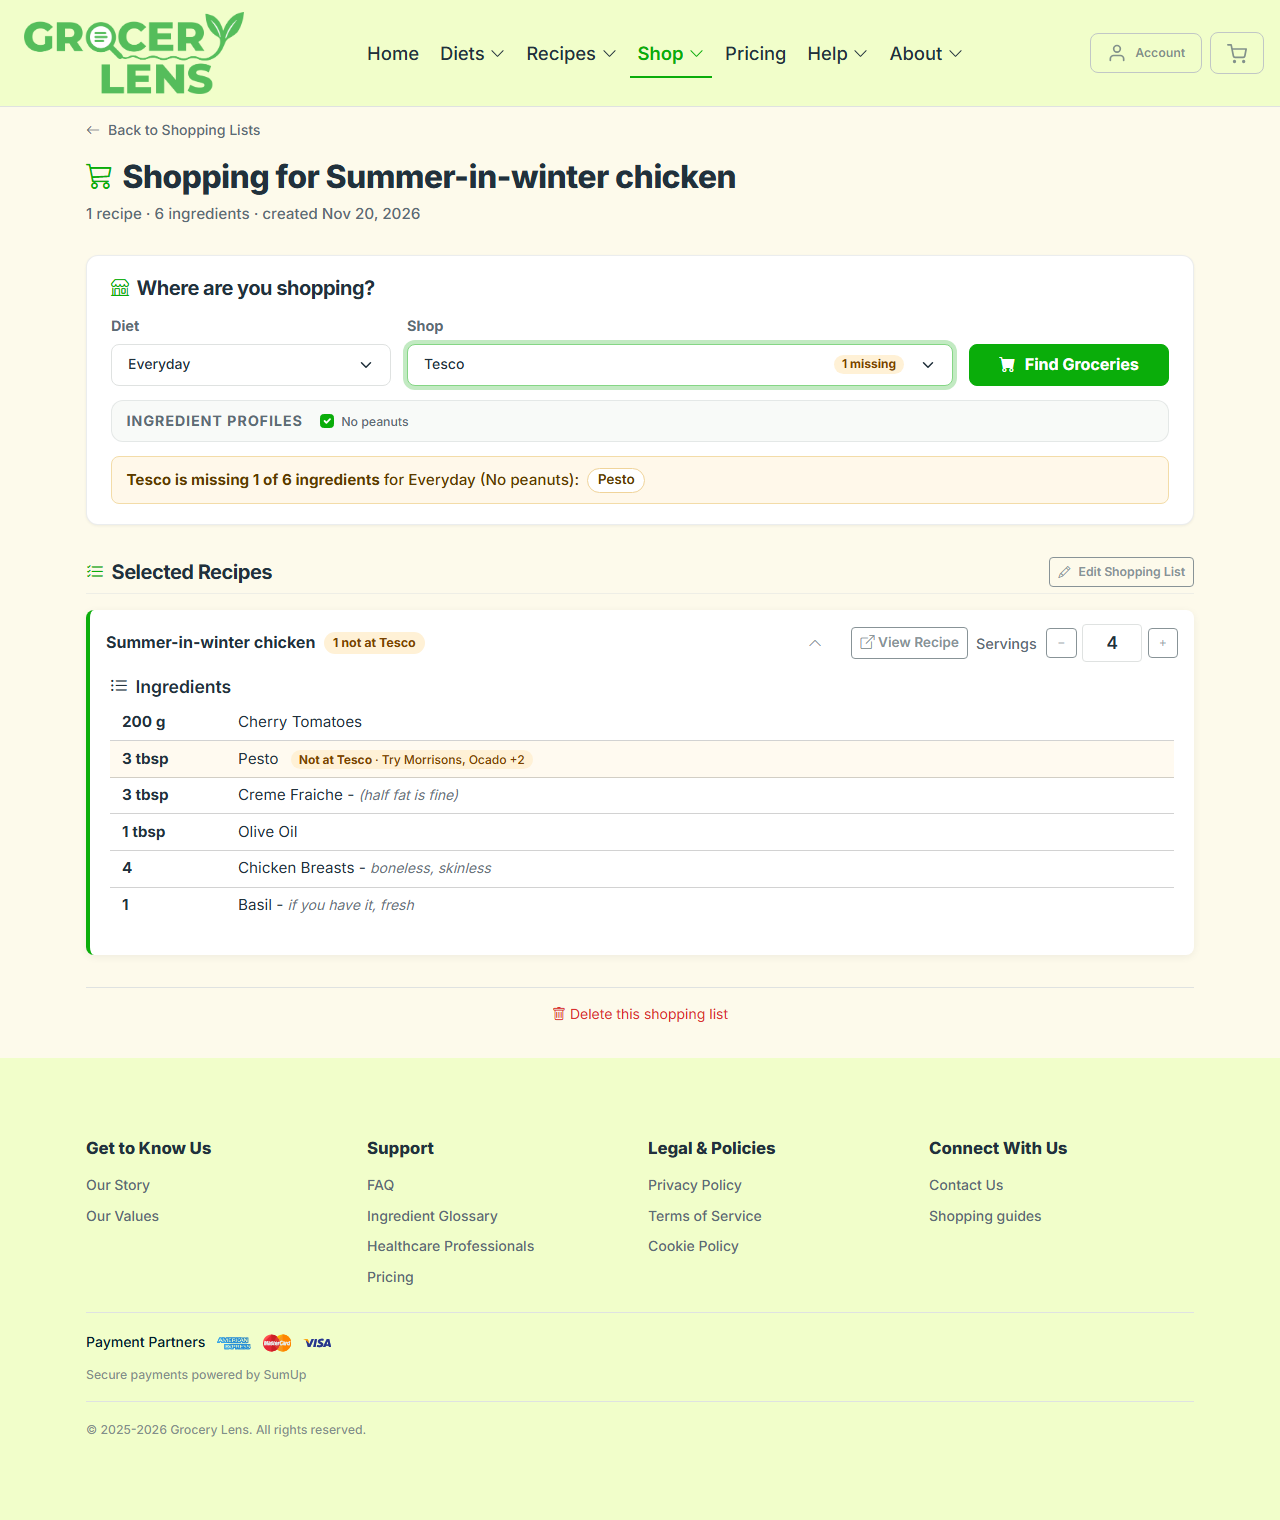 GROCERY LENS
Home Diets Recipes Shop Pricing Help About
Account
Back to Shopping Lists
Shopping for Summer-in-winter chicken
1 recipe · 6 ingredients · created Nov 20, 2026
Where are you shopping?
Diet
Shop
Everyday
Tesco
1 missing
Find Groceries
INGREDIENT PROFILES
No peanuts
Tesco is missing 1 of 6 ingredients for Everyday (No peanuts): Pesto
Selected Recipes
Edit Shopping List
Summer-in-winter chicken
1 not at Tesco
View Recipe
Servings
−
4
+
Ingredients
200 g Cherry Tomatoes
3 tbsp Pesto Not at Tesco · Try Morrisons, Ocado +2
3 tbsp Creme Fraiche - (half fat is fine)
1 tbsp Olive Oil
4 Chicken Breasts - boneless, skinless
1 Basil - if you have it, fresh
Delete this shopping list
Get to Know Us
Our Story
Our Values
Support
FAQ
Ingredient Glossary
Healthcare Professionals
Pricing
Legal & Policies
Privacy Policy
Terms of Service
Cookie Policy
Connect With Us
Contact Us
Shopping guides
Payment Partners
AMERICAN EXPRESS
MasterCard
VISA
Secure payments powered by SumUp
© 2025-2026 Grocery Lens. All rights reserved.